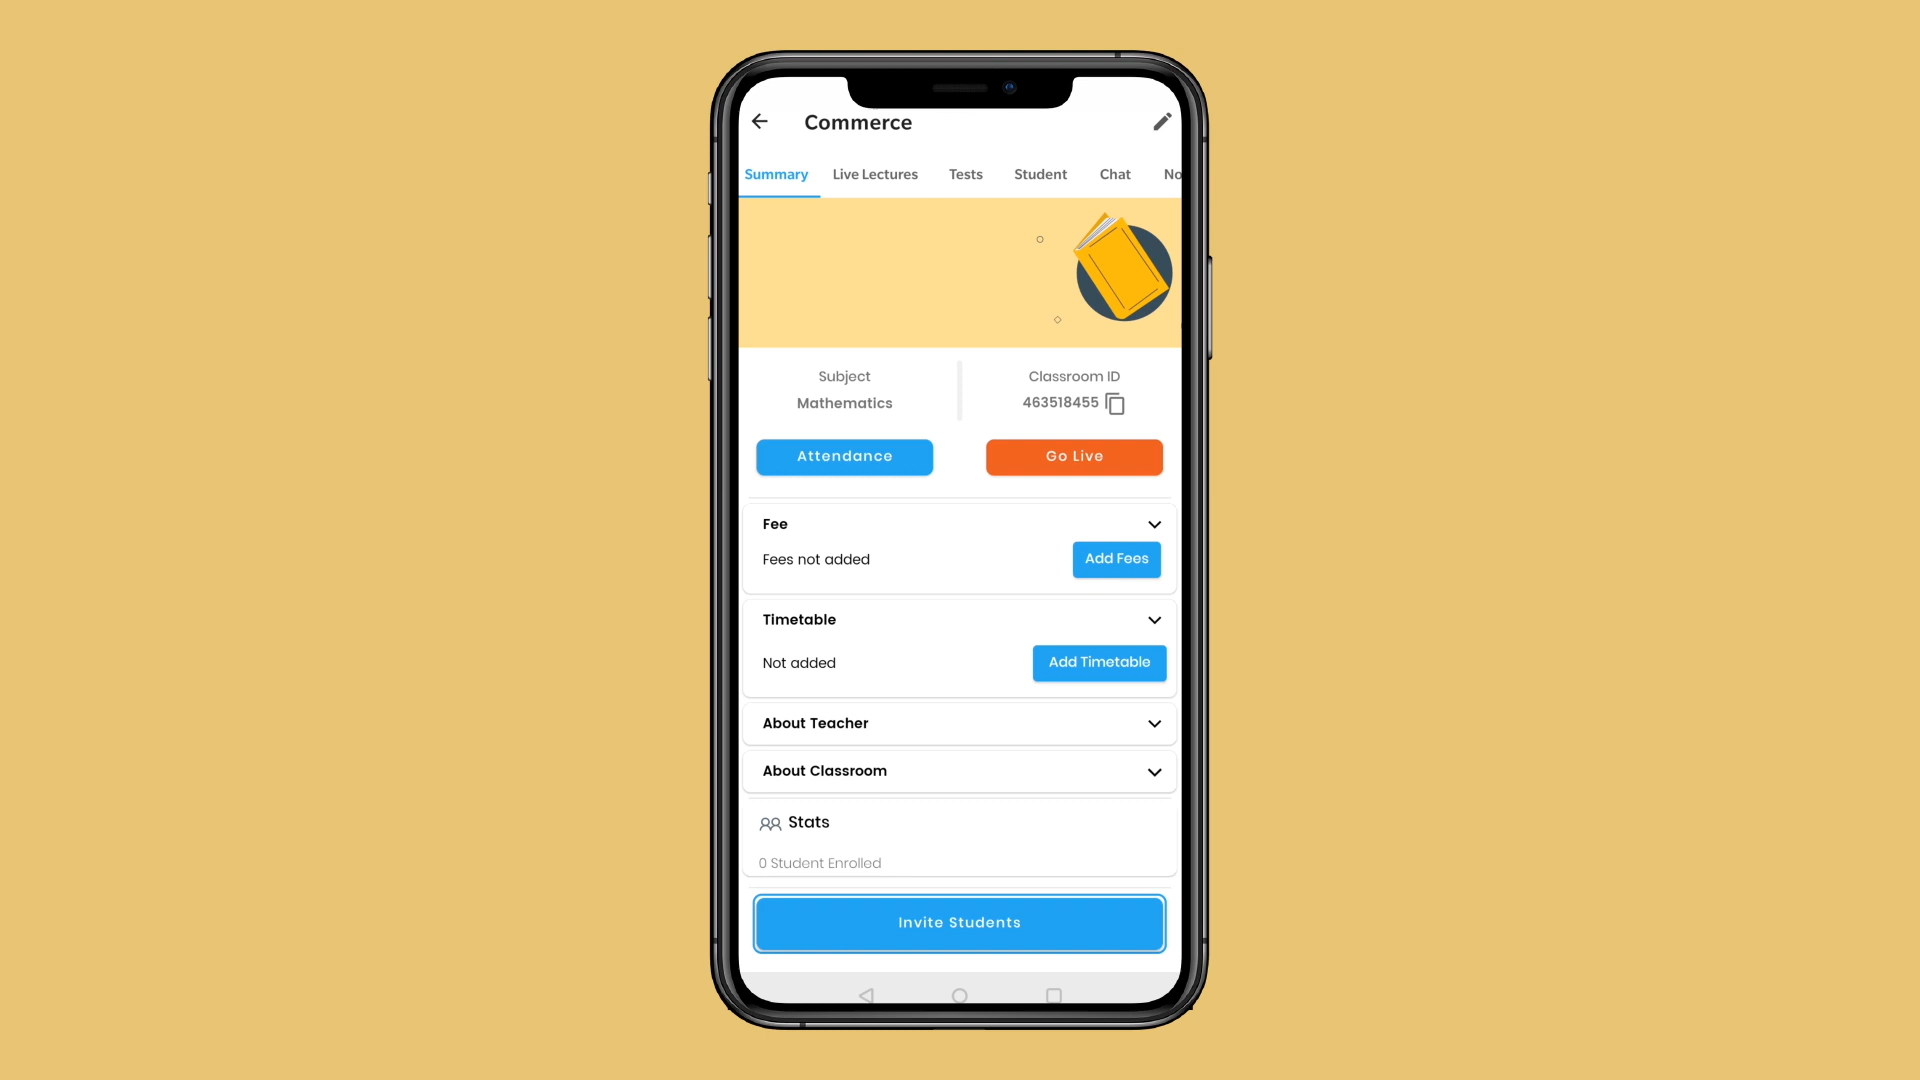 Commerce
Summary Live Lectures Tests Student Chat No
Subject
Mathematics
Classroom ID
463518455
Attendance
Go Live
Fee
Fees not added
Add Fees
Timetable
Not added
Add Timetable
About Teacher
About Classroom
Stats
0 Student Enrolled
Invite Students